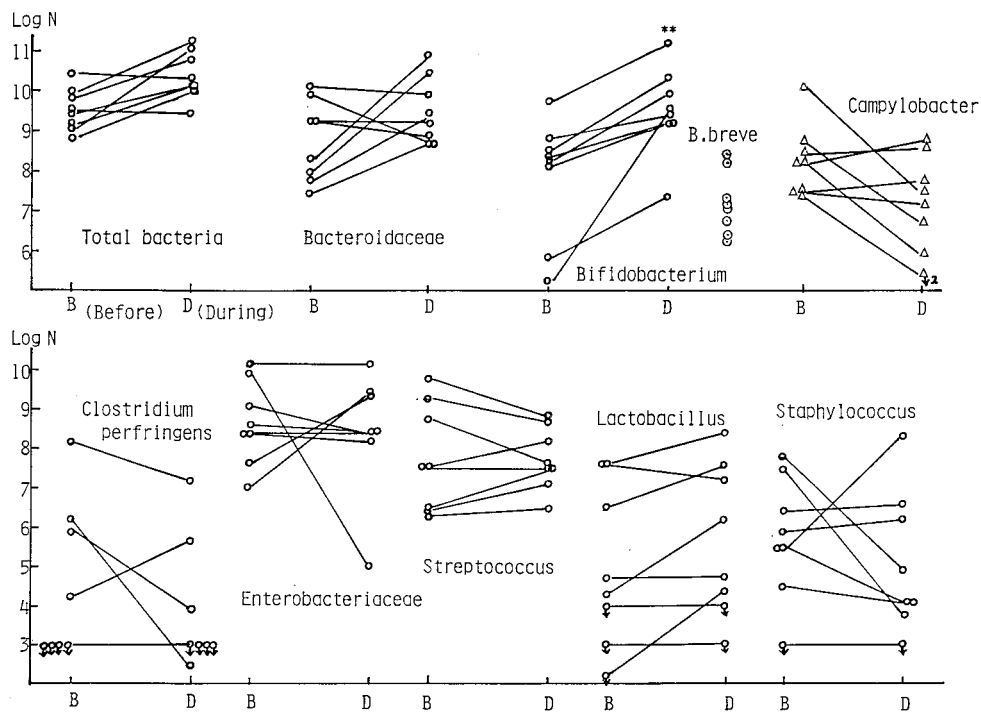 Log N
11
10
9
8
7
6
**
Campylobacter
B.breve
Total bacteria
Bacteroidaceae
Bifidobacterium
2
B (Before) D (During) B D B D B D
Log N
10
9
8
7
6
5
4
3
Clostridium
perfringens
Lactobacillus
Staphylococcus
Streptococcus
Enterobacteriaceae
B D B D B D B D B D